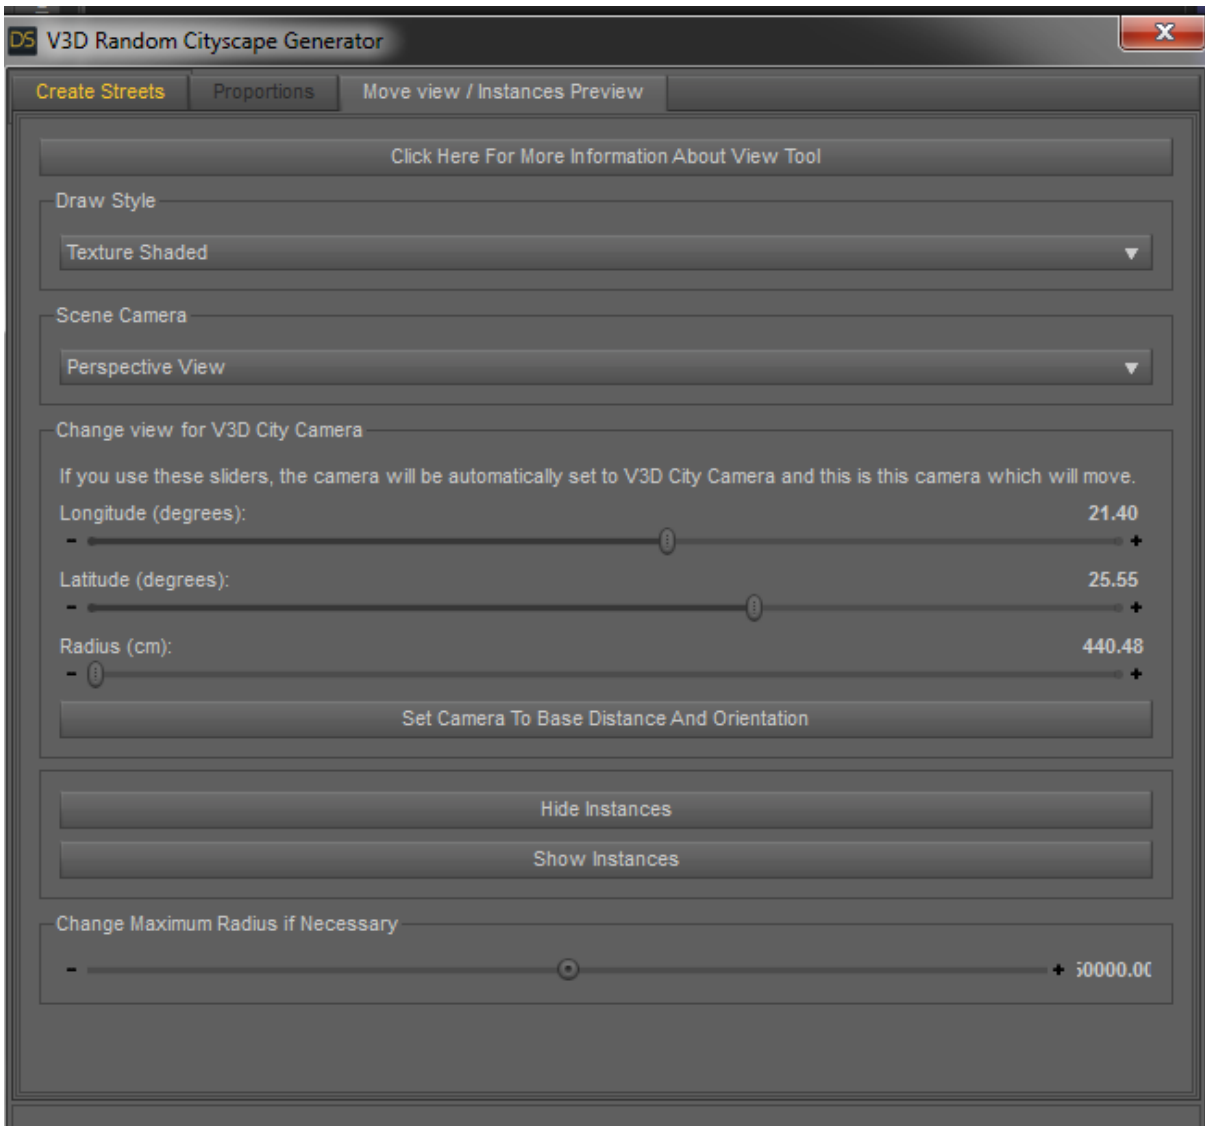 DS V3D Random Cityscape Generator
Create Streets Proportions Move view / Instances Preview
Click Here For More Information About View Tool
Draw Style
Texture Shaded
Scene Camera
Perspective View
Change view for V3D City Camera
If you use these sliders, the camera will be automatically set to V3D City Camera and this is this camera which will move.
Longitude (degrees): 21.40
- +
Latitude (degrees): 25.55
- +
Radius (cm): 440.48
- +
Set Camera To Base Distance And Orientation
Hide Instances
Show Instances
Change Maximum Radius if Necessary
- +